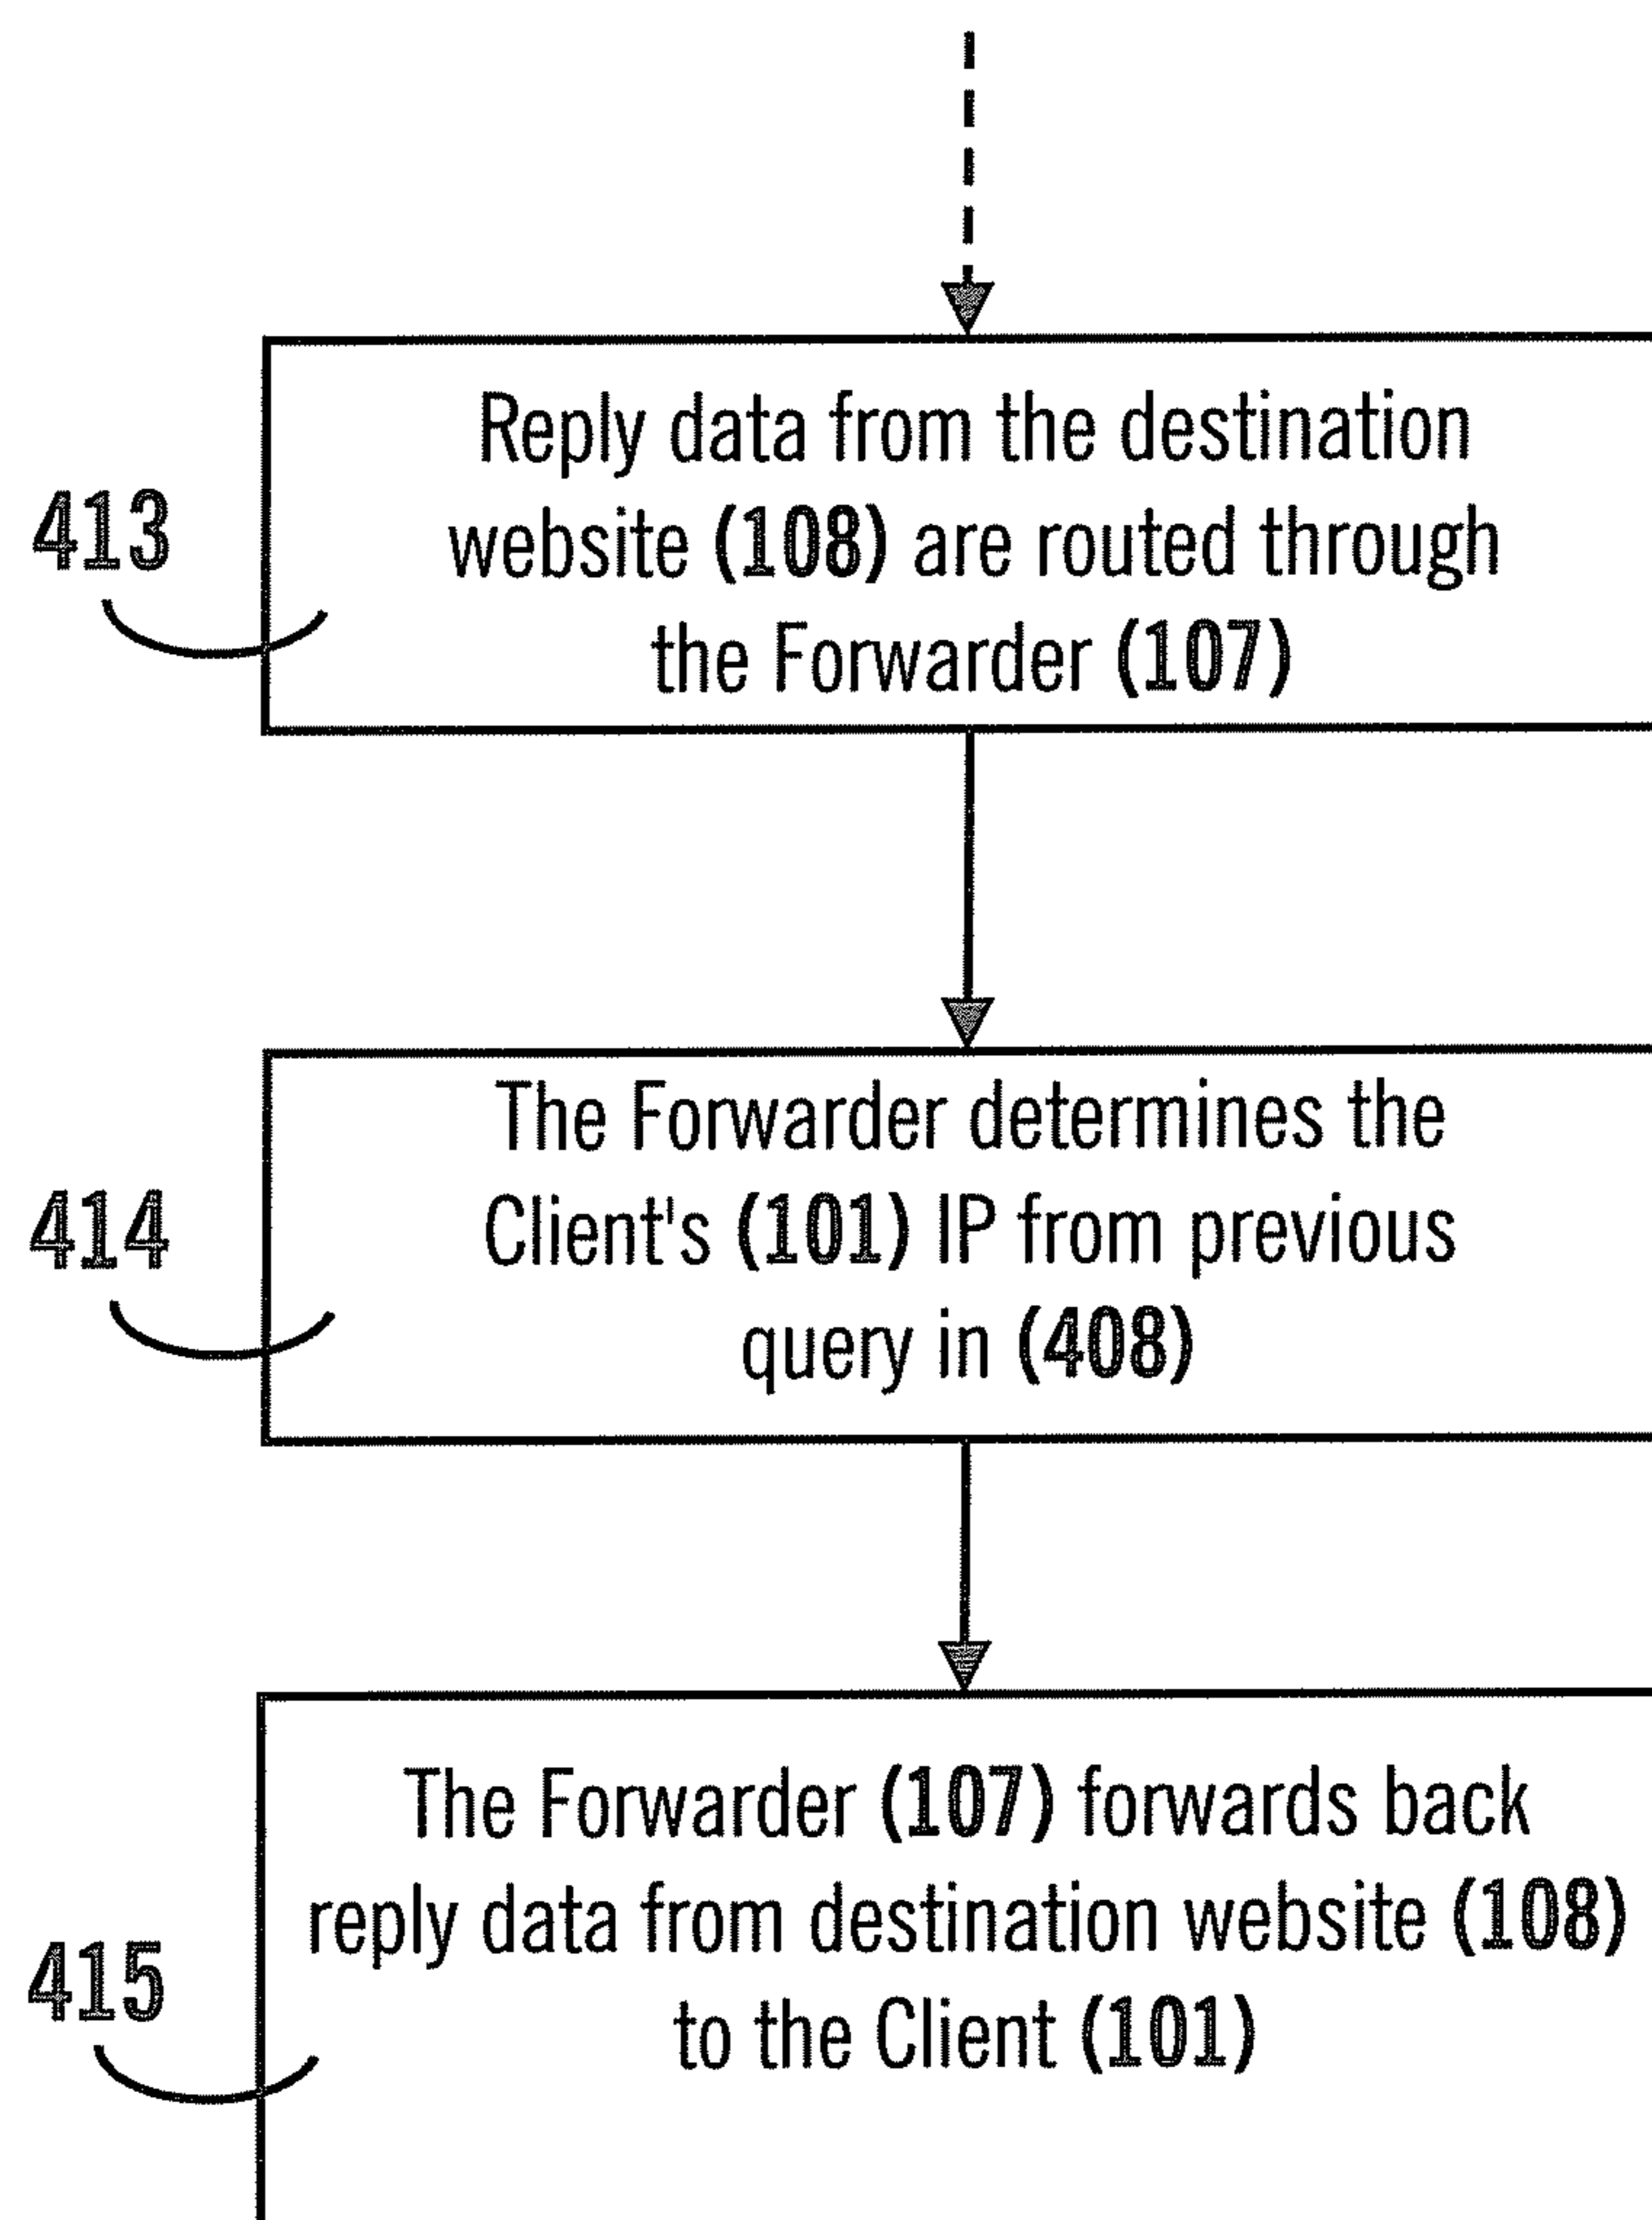 Reply data from the destination
website (108) are routed through
the Forwarder (107)
413
The Forwarder determines the
Client's (101) IP from previous
query in (408)
414
The Forwarder (107) forwards back
reply data from destination website (108)
to the Client (101)
415